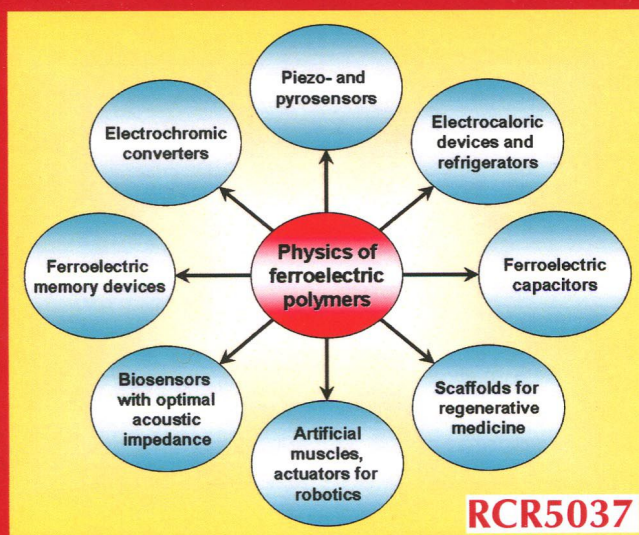 Piezo- and
pyrosensors
Electrochromic
converters
Electrocaloric
devices and
refrigerators
Physics of
ferroelectric
polymers
Ferroelectric
memory devices
Ferroelectric
capacitors
Biosensors
with optimal
acoustic
impedance
Artificial
muscles,
actuators for
robotics
Scaffolds for
regenerative
medicine
RCR5037